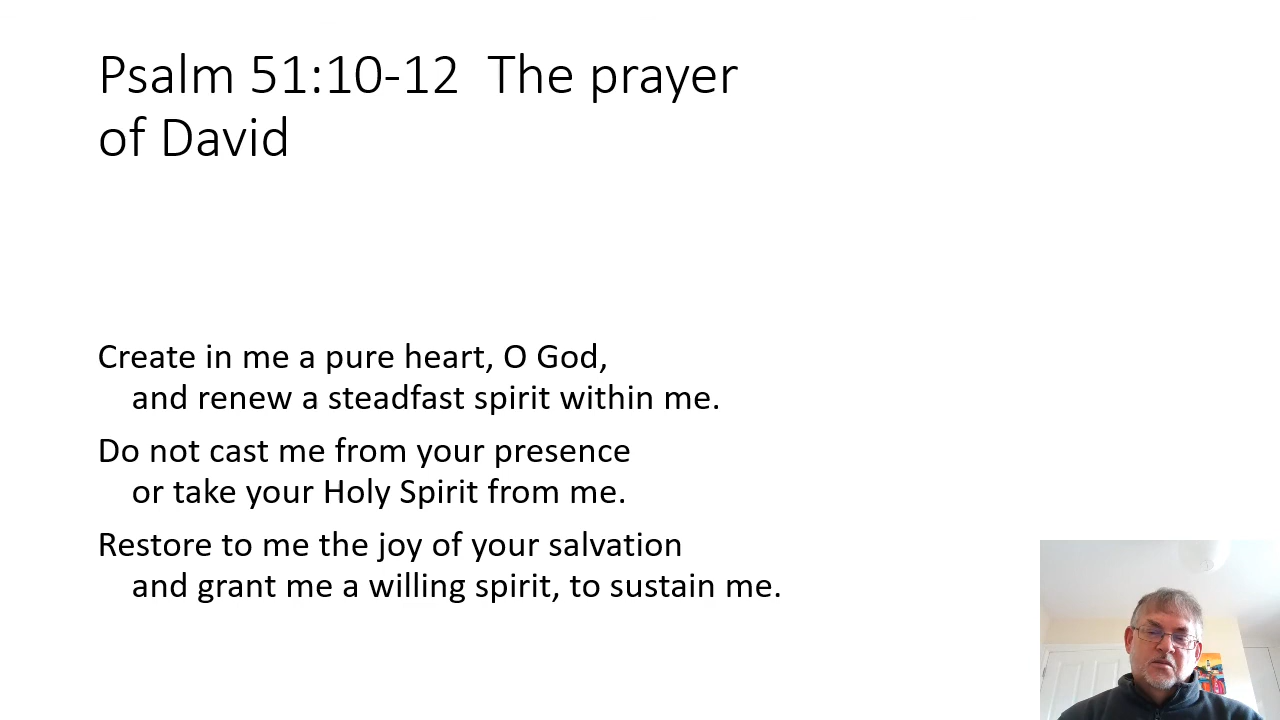 Psalm 51:10-12  The prayer
of David
Create in me a pure heart, O God,
and renew a steadfast spirit within me.
Do not cast me from your presence
or take your Holy Spirit from me.
Restore to me the joy of your salvation
and grant me a willing spirit, to sustain me.